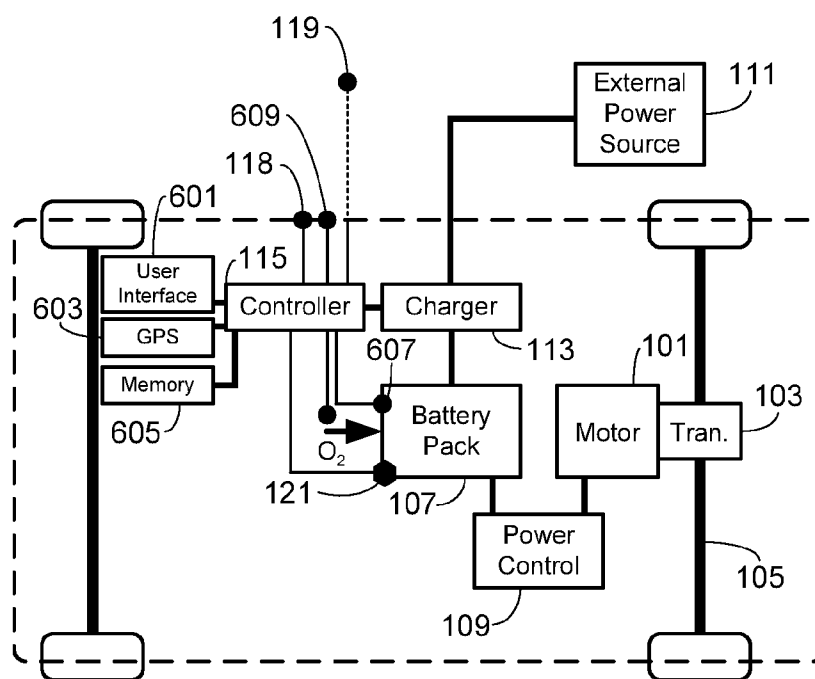 119
609
118
601
External
Power
Source
111
115
User
Interface
Controller
Charger
603
GPS
113
Memory
605
607
101
103
Battery
Pack
Motor
Tran.
O2
121
107
Power
Control
109
105